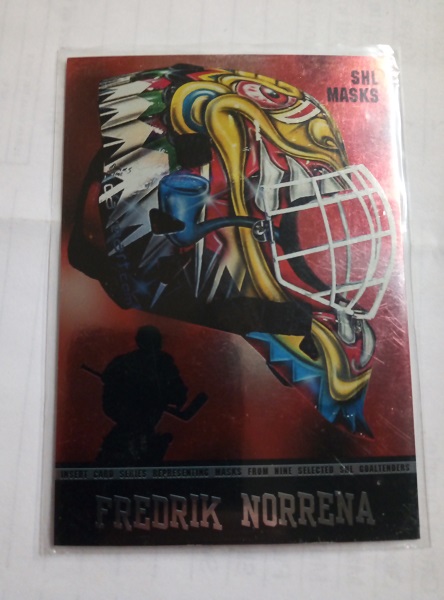 SHL
MASKS
INSERT CARD SERIES REPRESENTING MASKS FROM NINE SELECTED SHL GOALTENDERS
FREDRIK NORRENA